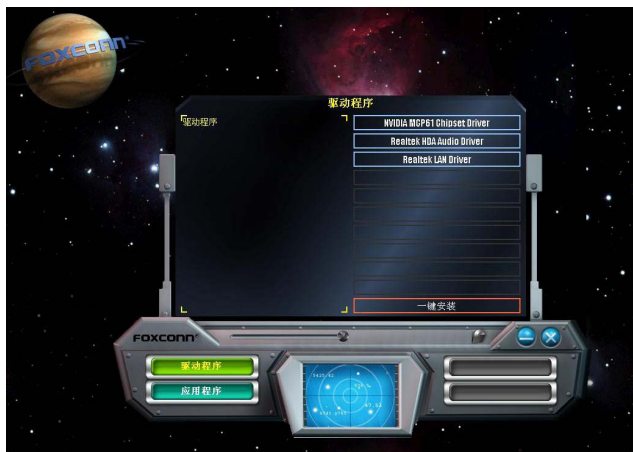 FOXCONN
驱动程序
驱动程序
NVIDIA MCP61 Chipset Driver
Realtek HDA Audio Driver
Realtek LAN Driver
一键安装
FOXCONN
驱动程序
应用程序